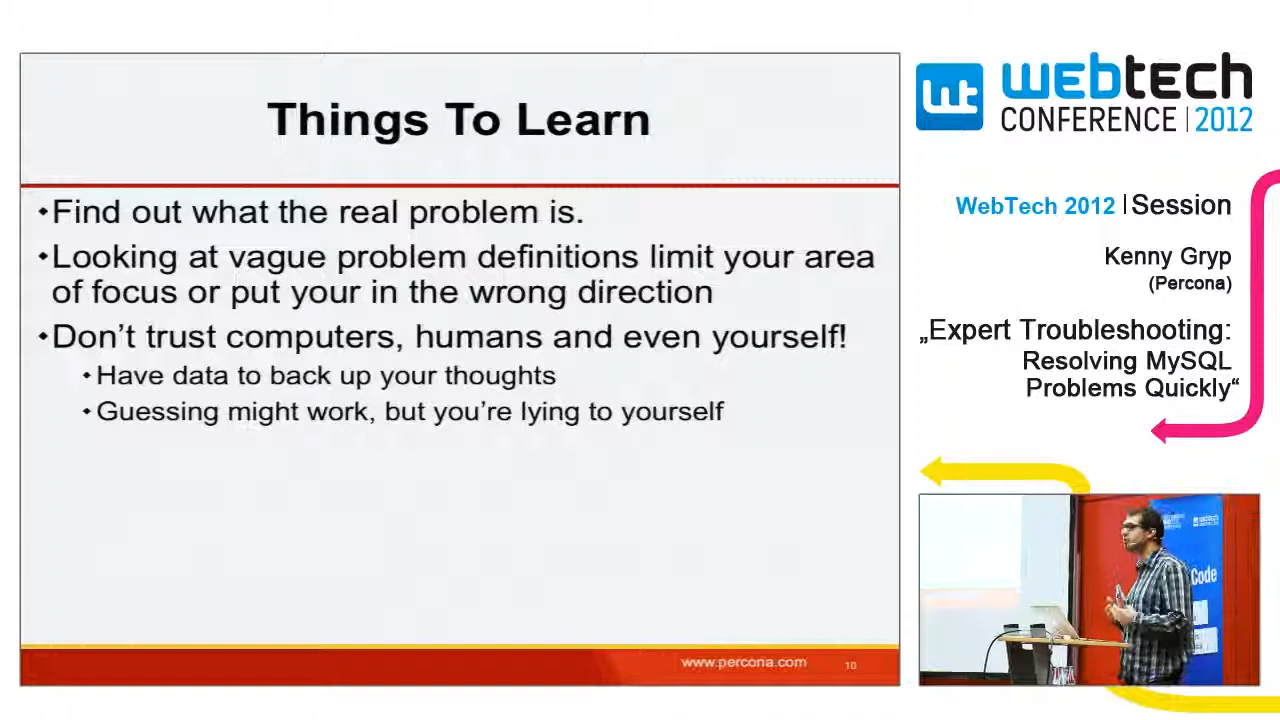 Things To Learn
•Find out what the real problem is.
•Looking at vague problem definitions limit your area
of focus or put your in the wrong direction
•Don't trust computers, humans and even yourself!
•Have data to back up your thoughts
•Guessing might work, but you're lying to yourself
www.percona.com
10
wt webtech
CONFERENCE | 2012
WebTech 2012 | Session
Kenny Gryp
(Percona)
„Expert Troubleshooting:
Resolving MySQL
Problems Quickly“
Code